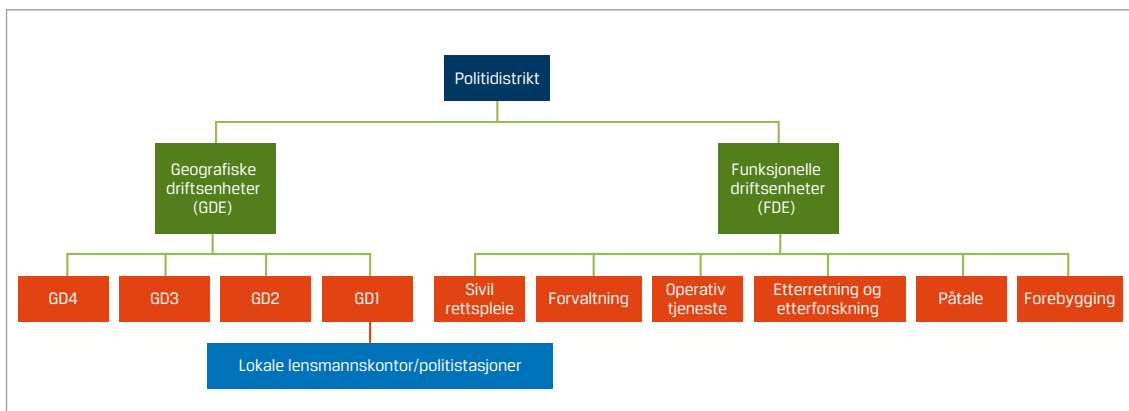 Politidistrikt
Geografiske
driftsenheter
(GDE)
Funksjonelle
driftsenheter
(FDE)
GD4
GD3
GD2
GD1
Sivil
rettspleie
Forvaltning
Operativ
tjeneste
Etterretning og
etterforskning
Påtale
Forebygging
Lokale lensmannskontor/politistasjoner